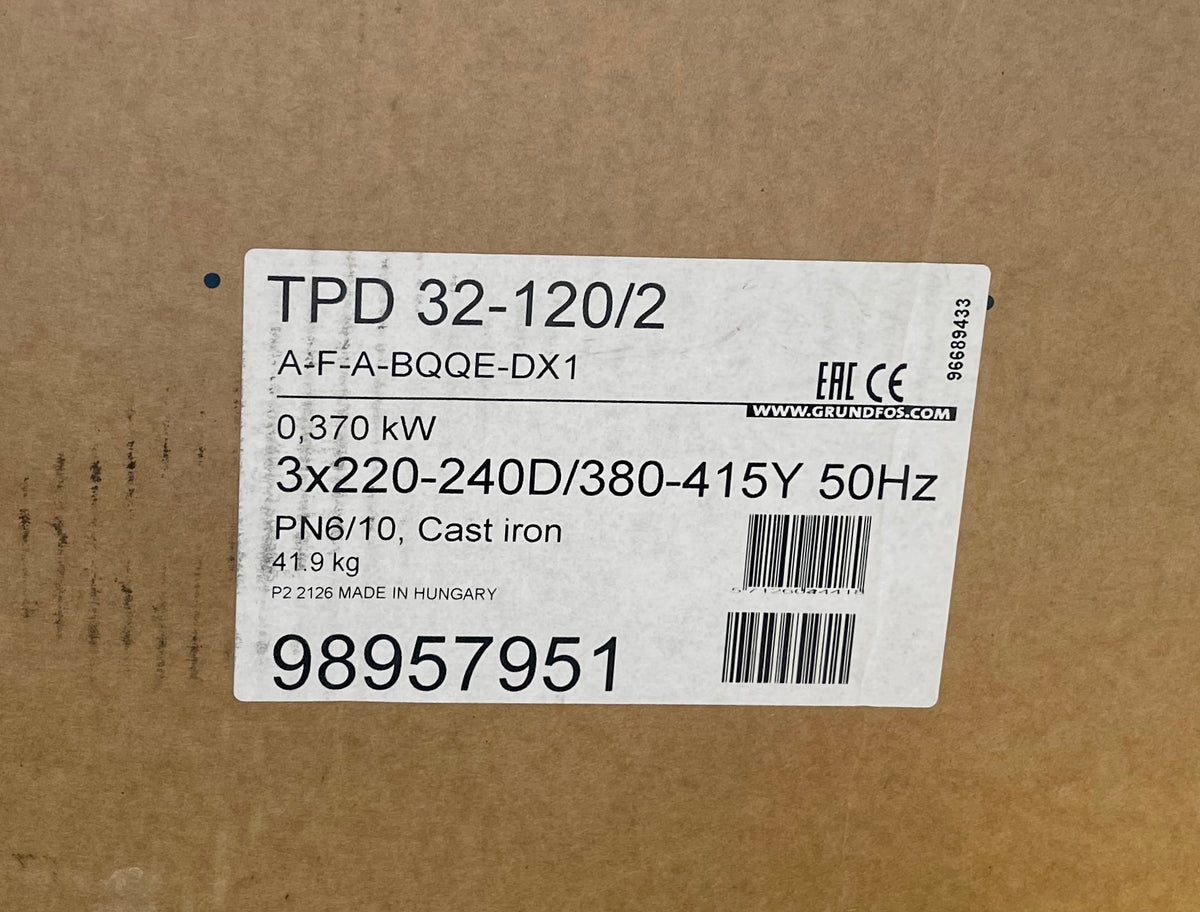 TPD 32-120/2
A-F-A-BQQE-DX1
96689433
EAC CE
WWW.GRUNDFOS.COM
0,370 kW
3x220-240D/380-415Y 50Hz
PN6/10, Cast iron
41.9 kg
P2 2126 MADE IN HUNGARY
98957951